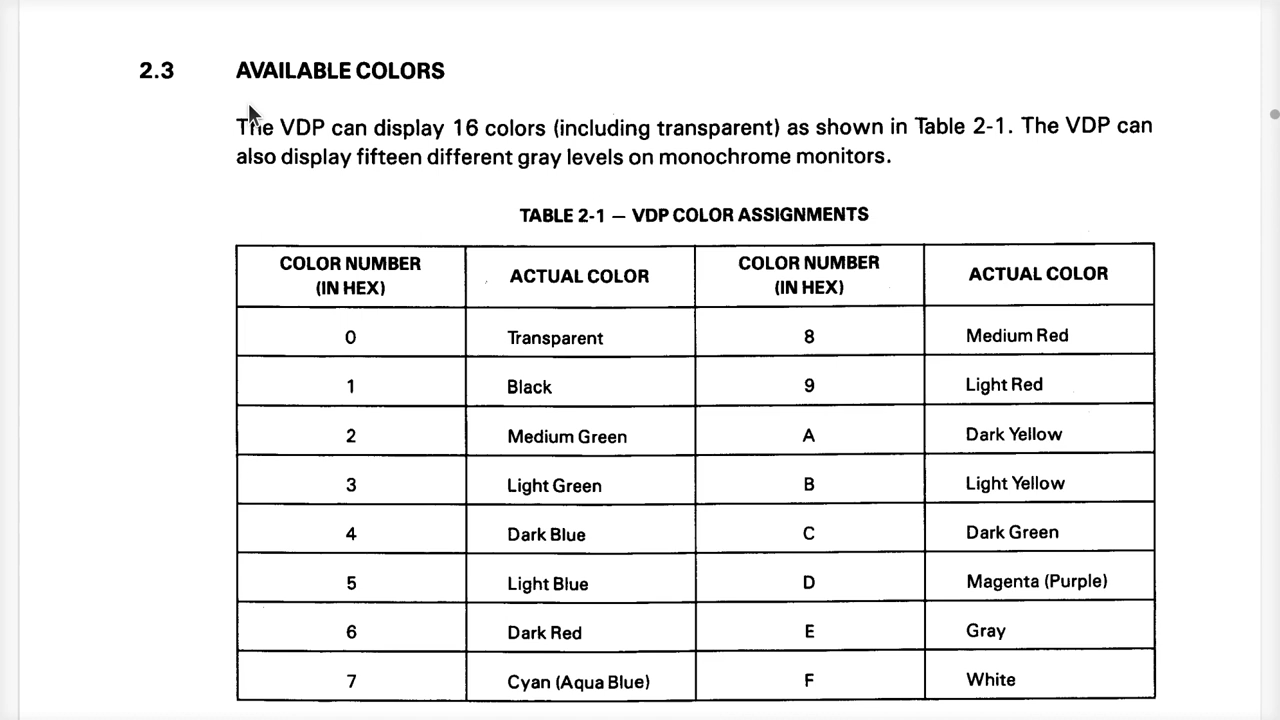 2.3 AVAILABLE COLORS
The VDP can display 16 colors (including transparent) as shown in Table 2-1. The VDP can
also display fifteen different gray levels on monochrome monitors.
TABLE 2-1 — VDP COLOR ASSIGNMENTS
COLOR NUMBER (IN HEX) ACTUAL COLOR COLOR NUMBER (IN HEX) ACTUAL COLOR
0 Transparent 8 Medium Red
1 Black 9 Light Red
2 Medium Green A Dark Yellow
3 Light Green B Light Yellow
4 Dark Blue C Dark Green
5 Light Blue D Magenta (Purple)
6 Dark Red E Gray
7 Cyan (Aqua Blue) F White